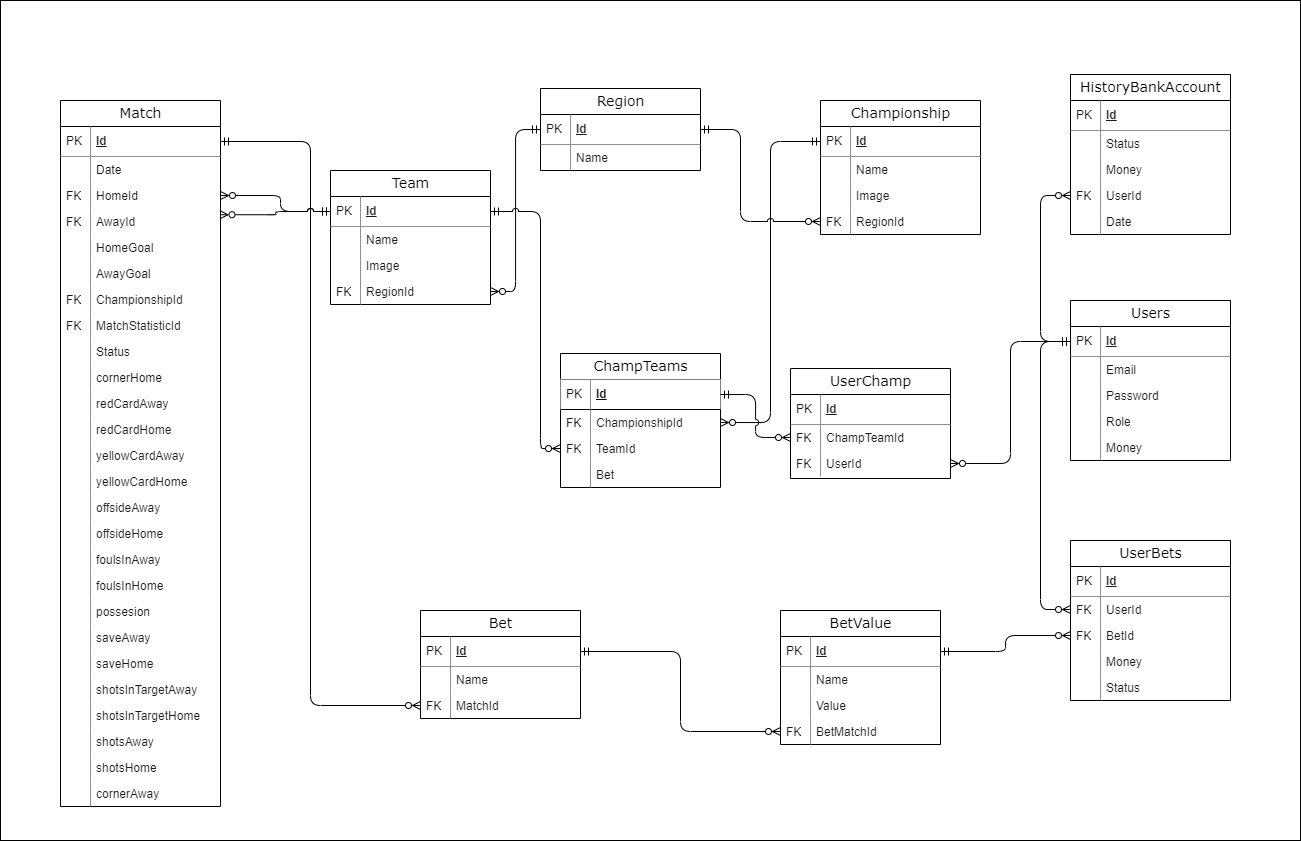 Match
PK Id
Date
FK HomeId
FK AwayId
HomeGoal
AwayGoal
FK ChampionshipId
FK MatchStatisticId
Status
cornerHome
redCardAway
redCardHome
yellowCardAway
yellowCardHome
offsideAway
offsideHome
foulsInAway
foulsInHome
possesion
saveAway
saveHome
shotsInTargetAway
shotsInTargetHome
shotsAway
shotsHome
cornerAway
Team
PK Id
Name
Image
FK RegionId
Region
PK Id
Name
Championship
PK Id
Name
Image
FK RegionId
HistoryBankAccount
PK Id
Status
Money
FK UserId
Date
Users
PK Id
Email
Password
Role
Money
ChampTeams
PK Id
FK ChampionshipId
FK TeamId
Bet
UserChamp
PK Id
FK ChampTeamId
FK UserId
UserBets
PK Id
FK UserId
FK BetId
Money
Status
Bet
PK Id
Name
FK MatchId
BetValue
PK Id
Name
Value
FK BetMatchId